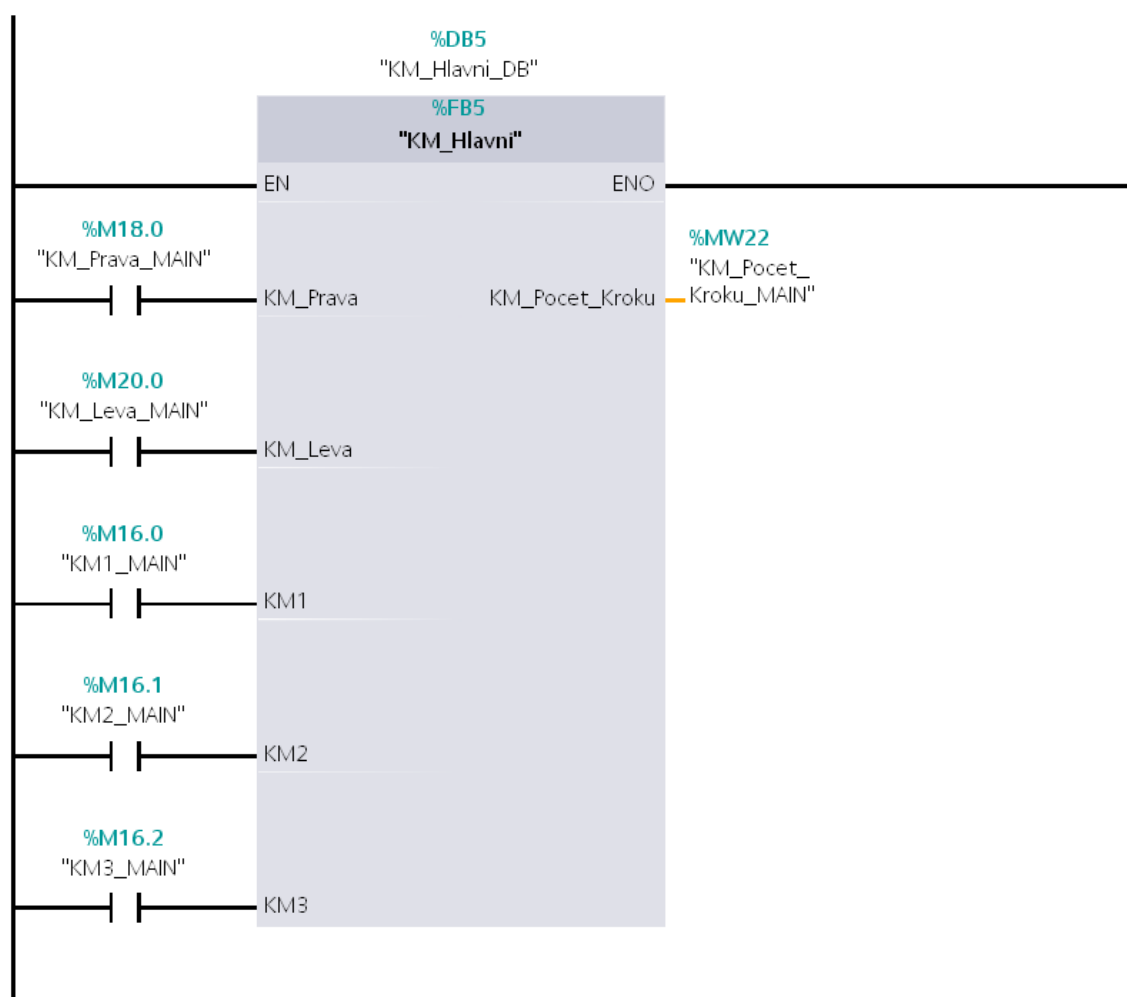 %DB5
"KM_Hlavni_DB"
%FB5
"KM_Hlavni"
EN
ENO
%M18.0
"KM_Prava_MAIN"
KM_Prava
KM_Pocet_Kroku
%MW22
"KM_Pocet_
Kroku_MAIN"
%M20.0
"KM_Leva_MAIN"
KM_Leva
%M16.0
"KM1_MAIN"
KM1
%M16.1
"KM2_MAIN"
KM2
%M16.2
"KM3_MAIN"
KM3